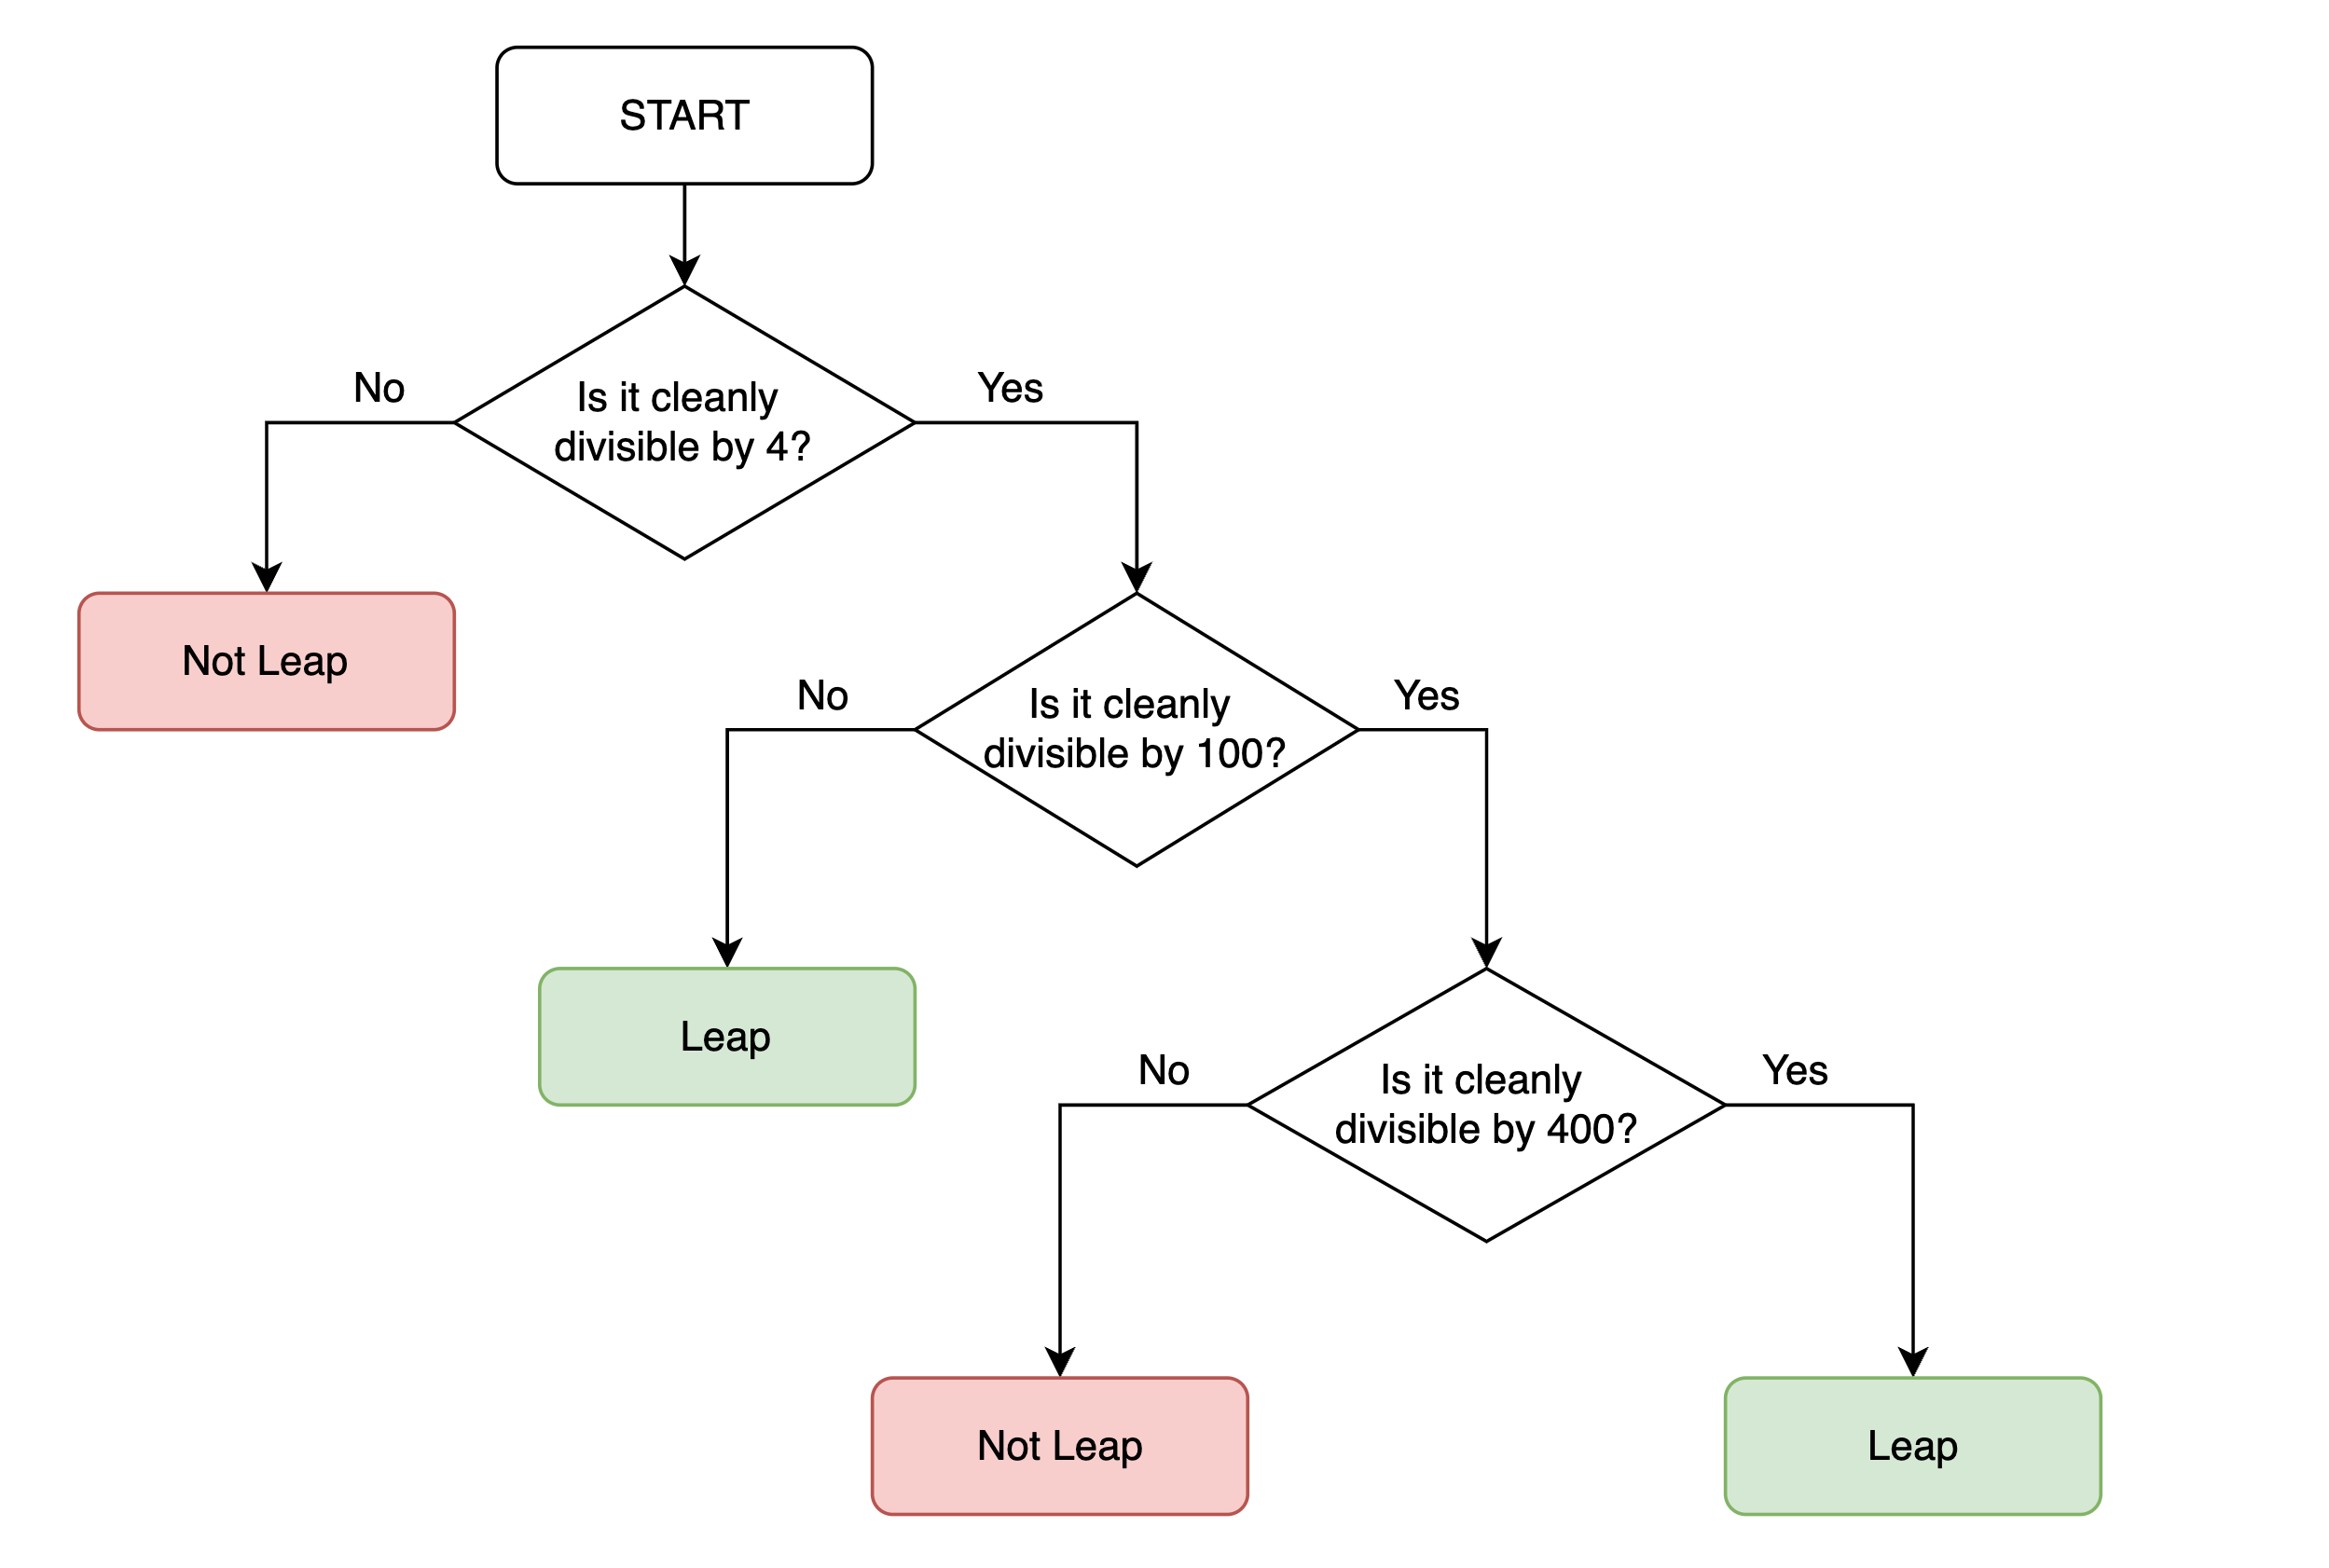 START
No
Yes
Is it cleanly
divisible by 4?
Not Leap
No
Yes
Is it cleanly
divisible by 100?
Leap
No
Yes
Is it cleanly
divisible by 400?
Not Leap
Leap